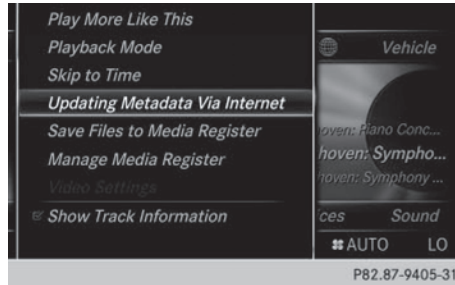 Play More Like This
Playback Mode
Skip to Time
Vehicle
Updating Metadata Via Internet
Save Files to Media Register
oven: Piano Conc...
Manage Media Register
hoven: Sympho...
Video Settings
hoven: Symphony ...
Show Track Information
ces Sound
AUTO LO
P82.87-9405-31